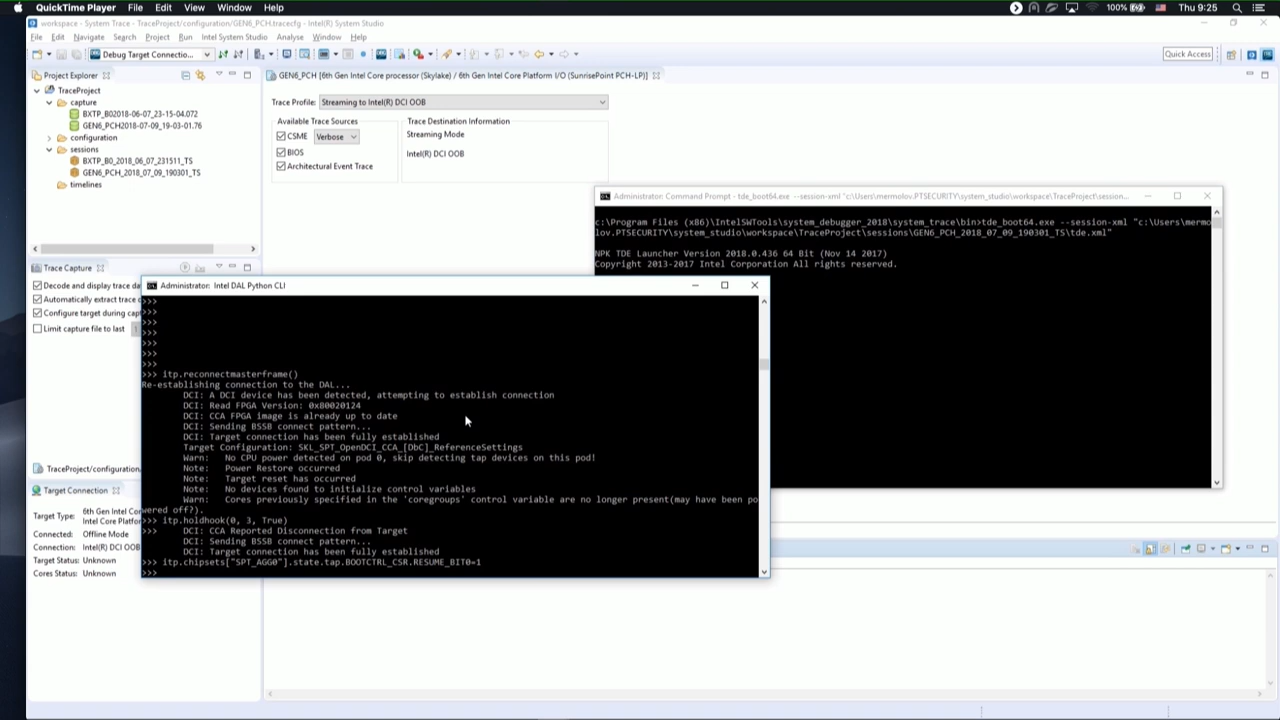 QuickTime Player File Edit View Window Help 100% Thu 9:25
workspace - System Trace - TraceProject/configuration/GEN6_PCH.tracecfg - Intel(R) System Studio
File Edit Navigate Search Project Run Intel System Studio Analyse Window Help
Debug Target Connectio... Quick Access
Project Explorer
TraceProject
capture
BXTP_B02018-06-07_23-15-04.072
GEN6_PCH2018-07-09_19-03-01.76
configuration
sessions
BXTP_B0_2018_06_07_231511_TS
GEN6_PCH_2018_07_09_190301_TS
timelines
GEN6_PCH [6th Gen Intel Core processor (Skylake) / 6th Gen Intel Core Platform I/O (SunrisePoint PCH-LP)]
Trace Profile: Streaming to Intel(R) DCI OOB
Available Trace Sources
CSME Verbose
BIOS
Architectural Event Trace
Trace Destination Information
Streaming Mode
Intel(R) DCI OOB
Administrator: Command Prompt - tde_boot64.exe --session-xml "c:\Users\mermolov.PTSECURITY\system_studio\workspace\TraceProject\session...
c:\Program Files (x86)\IntelSWTools\system_debugger_2018\system_trace\bin>tde_boot64.exe --session-xml "c:\Users\mermo
lov.PTSECURITY\system_studio\workspace\TraceProject\sessions\GEN6_PCH_2018_07_09_190301_TS\tde.xml"
NPK TDE Launcher Version 2018.0.436 64 Bit (Nov 14 2017)
Copyright 2013-2017 Intel Corporation All rights reserved.
Trace Capture
Decode and display trace da
Automatically extract trace
Configure target during cap
Limit capture file to last
Administrator: Intel DAL Python CLI
>>>
>>>
>>>
>>>
>>>
>>>
>>>
>>> itp.reconnectmasterframe()
Re-establishing connection to the DAL...
DCI: A DCI device has been detected, attempting to establish connection
DCI: Read FPGA Version: 0x80020124
DCI: CCA FPGA image is already up to date
DCI: Sending BSSB connect pattern...
DCI: Target connection has been fully established
Target Configuration: SKL_SPT_OpenDCI_CCA_[DbC]_ReferenceSettings
Warn: No CPU power detected on pod 0, skip detecting tap devices on this pod!
Note: Power Restore occurred
Note: Target reset has occurred
Note: No devices found to initialize control variables
Warn: Cores previously specified in the 'coregroups' control variable are no longer present(may have been po
wered off?).
>>> itp.holdhook(0, 3, True)
>>> DCI: CCA Reported Disconnection from Target
DCI: Sending BSSB connect pattern...
DCI: Target connection has been fully established
>>> itp.chipsets["SPT_AGG0"].state.tap.BOOTCTRL_CSR.RESUME_BIT0=1
>>>
TraceProject/configuration
Target Connection
Target Type: 6th Gen Intel Co
Intel Core Platfo
Connected: Offline Mode
Connection: Intel(R) DCI OOB
Target Status: Unknown
Cores Status: Unknown